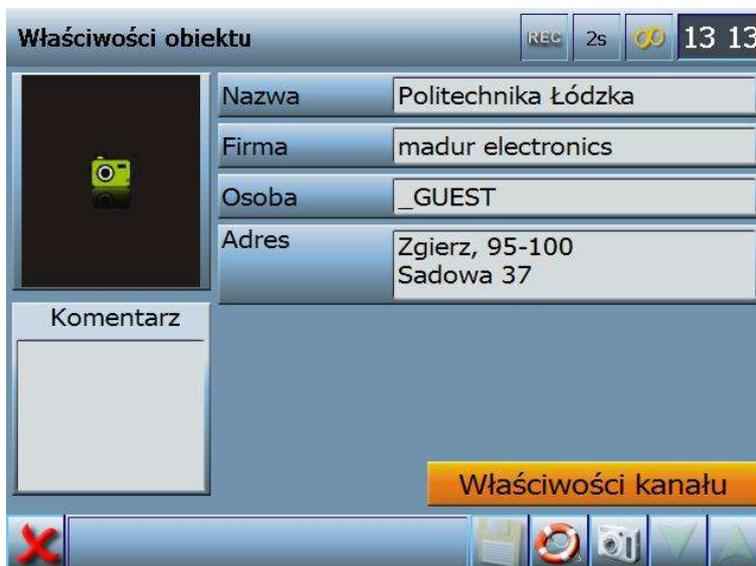 Właściwości obiektu
REC 2s 13 13
Nazwa Politechnika Łódzka
Firma madur electronics
Osoba _GUEST
Adres Zgierz, 95-100
Sadowa 37
Komentarz
Właściwości kanału